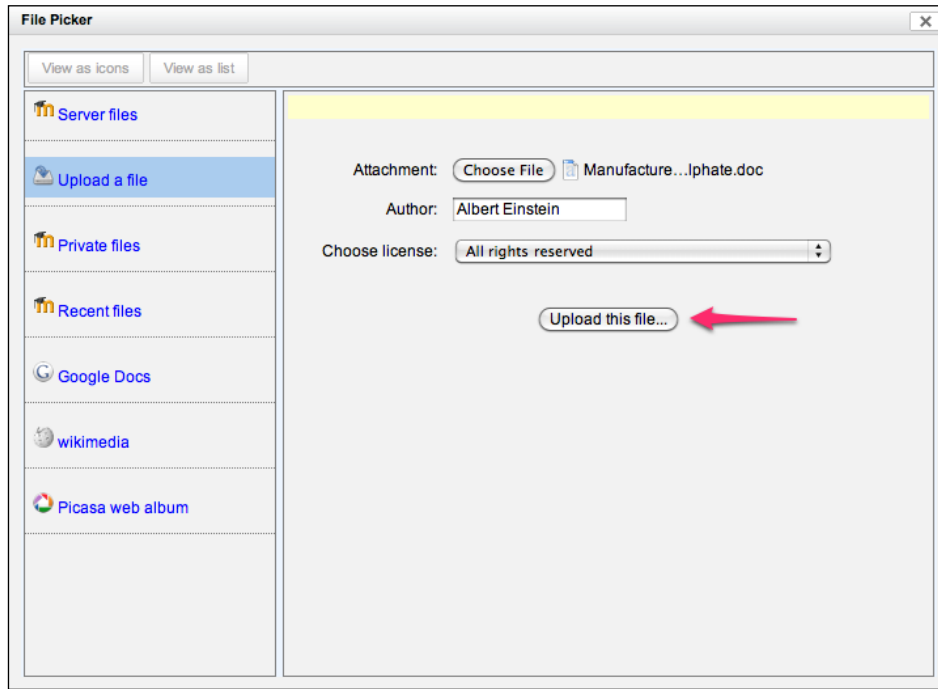 File Picker
View as icons View as list
Server files
Upload a file
Private files
Recent files
Google Docs
wikimedia
Picasa web album
Attachment: Choose File Manufacture...lphate.doc
Author: Albert Einstein
Choose license: All rights reserved
Upload this file...